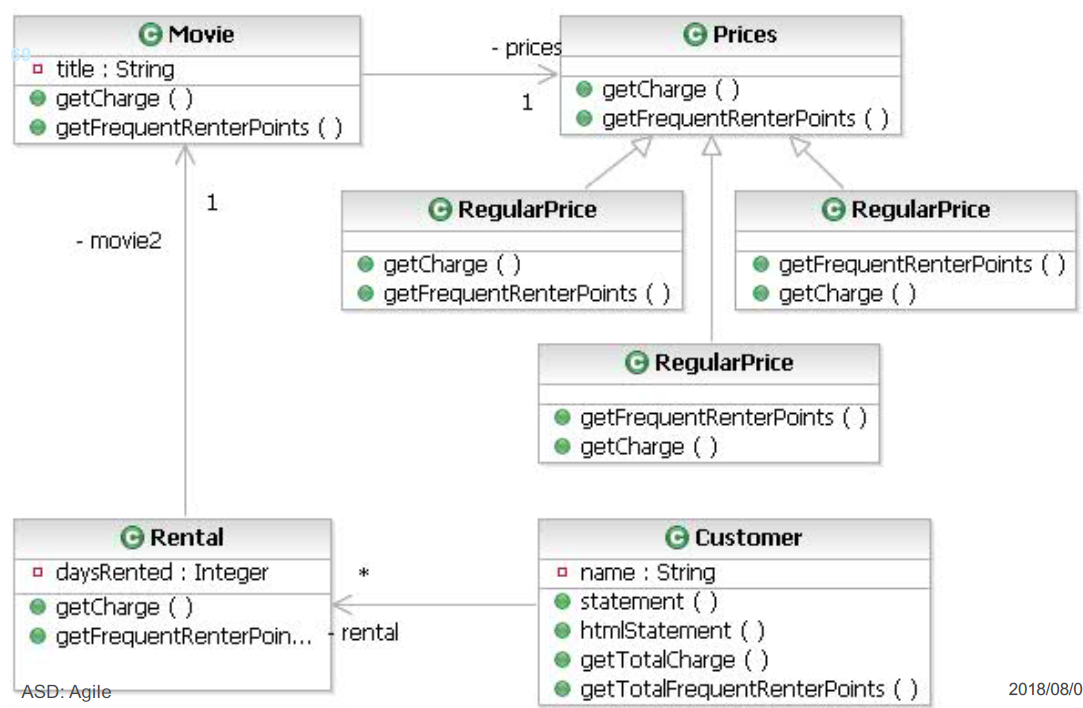 Movie
69
title : String
getCharge ( )
getFrequentRenterPoints ( )
- prices
1
Prices
getCharge ( )
getFrequentRenterPoints ( )
1
- movie2
RegularPrice
getCharge ( )
getFrequentRenterPoints ( )
RegularPrice
getFrequentRenterPoints ( )
getCharge ( )
RegularPrice
getFrequentRenterPoints ( )
getCharge ( )
Rental
daysRented : Integer
getCharge ( )
getFrequentRenterPoin...
*
- rental
Customer
name : String
statement ( )
htmlStatement ( )
getTotalCharge ( )
getTotalFrequentRenterPoints ( )
ASD: Agile
2018/08/0